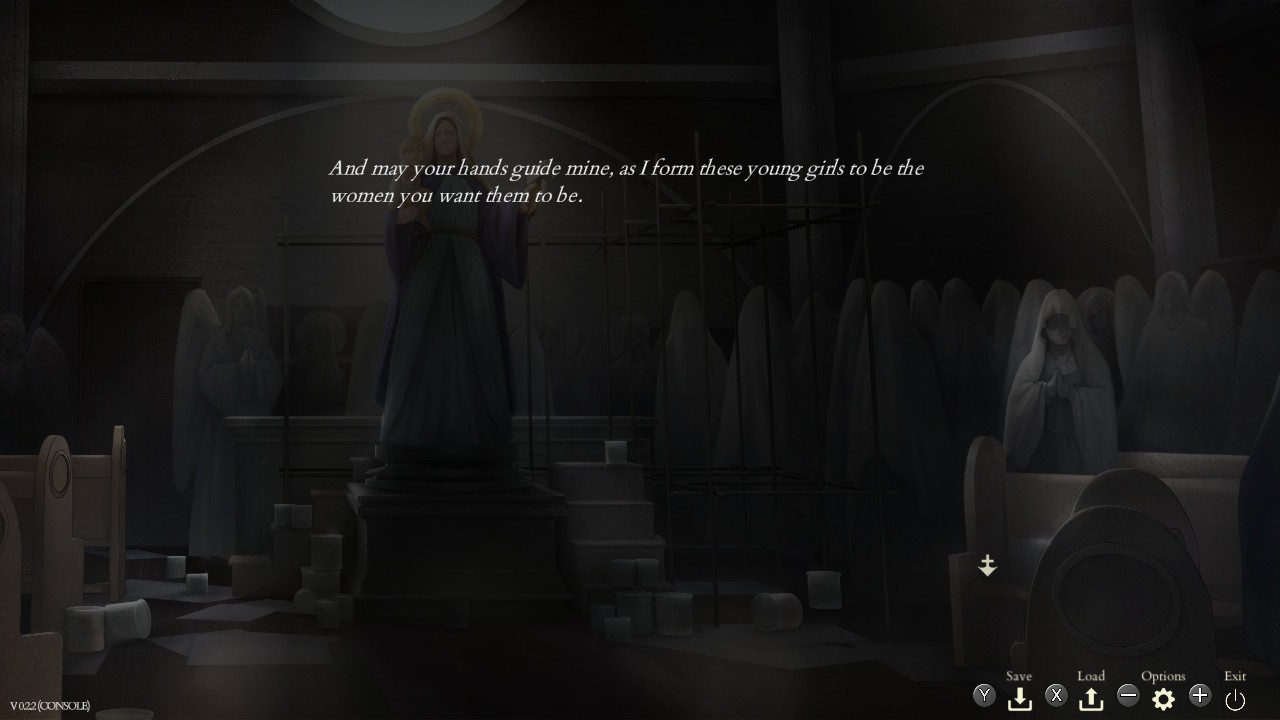 And may your hands guide mine, as I form these young girls to be the
women you want them to be.
Save Load Options Exit
Y X
V 0.2.2 (CONSOLE)